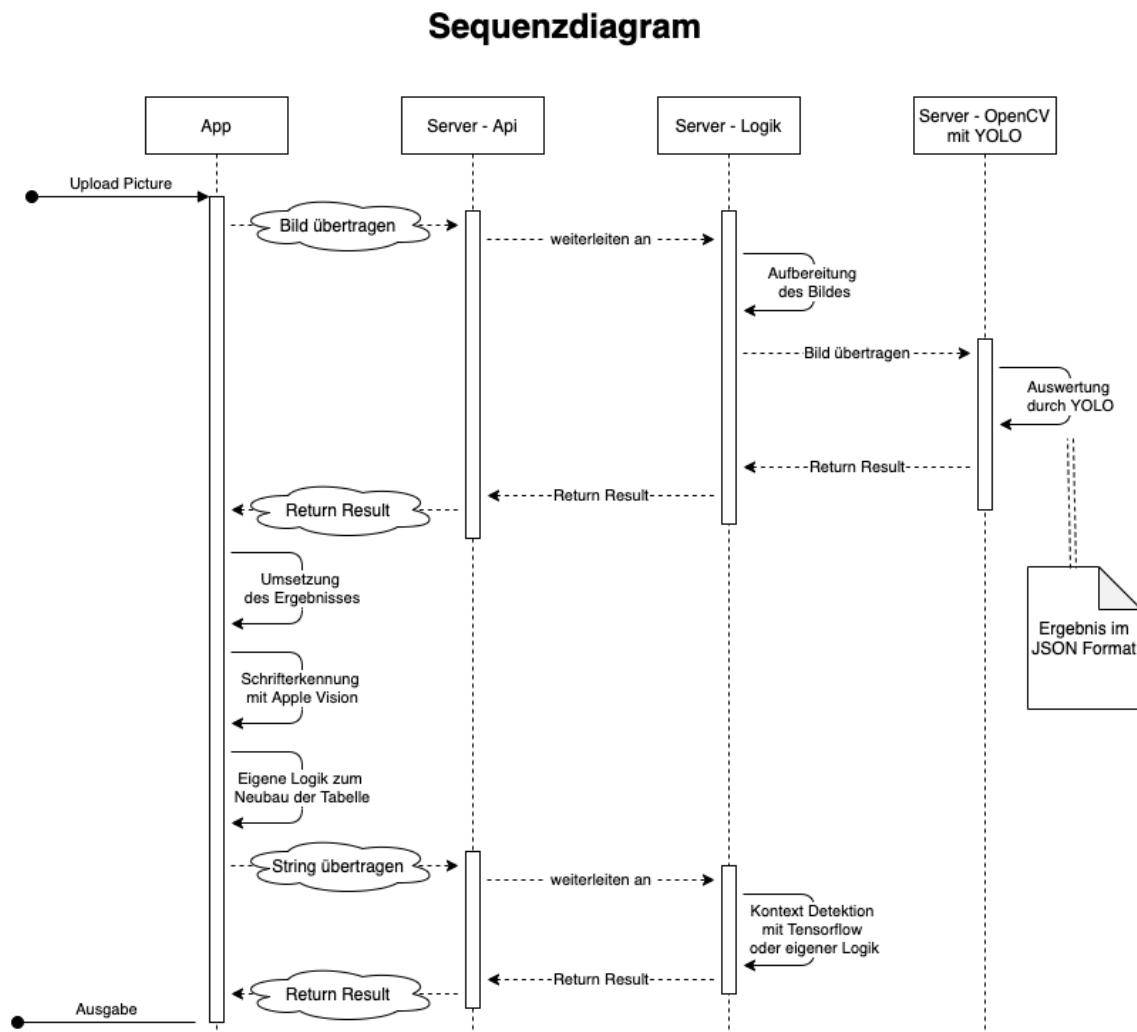 Sequenzdiagram
App
Server - Api
Server - Logik
Server - OpenCV
mit YOLO
Upload Picture
Bild übertragen
weiterleiten an
Aufbereitung
des Bildes
Bild übertragen
Auswertung
durch YOLO
Return Result
Return Result
Return Result
Umsetzung
des Ergebnisses
Ergebnis im
JSON Format
Schrifterkennung
mit Apple Vision
Eigene Logik zum
Neubau der Tabelle
String übertragen
weiterleiten an
Kontext Detektion
mit Tensorflow
oder eigener Logik
Return Result
Return Result
Ausgabe